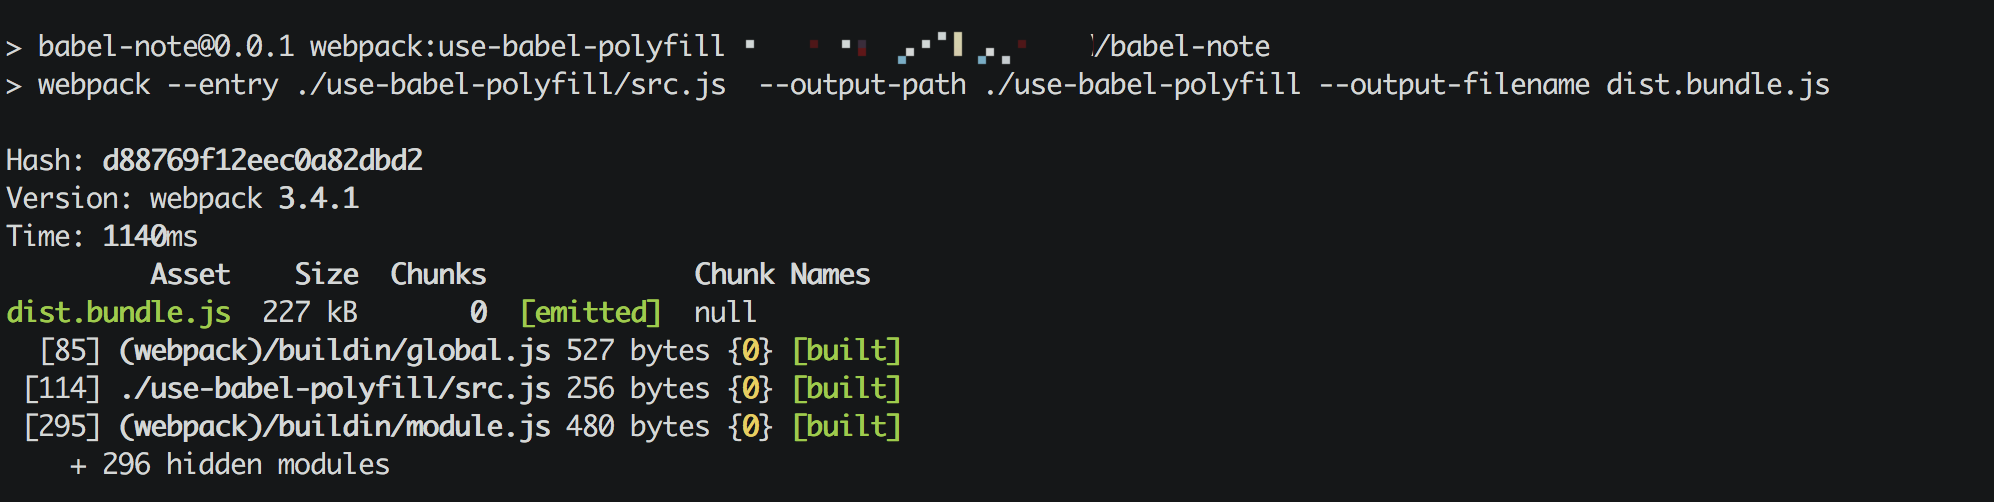 > babel-note@0.0.1 webpack:use-babel-polyfill /babel-note
> webpack --entry ./use-babel-polyfill/src.js  --output-path ./use-babel-polyfill --output-filename dist.bundle.js
Hash: d88769f12eec0a82dbd2
Version: webpack 3.4.1
Time: 1140ms
Asset Size Chunks Chunk Names
dist.bundle.js 227 kB 0 [emitted] null
[85] (webpack)/buildin/global.js 527 bytes {0} [built]
[114] ./use-babel-polyfill/src.js 256 bytes {0} [built]
[295] (webpack)/buildin/module.js 480 bytes {0} [built]
+ 296 hidden modules